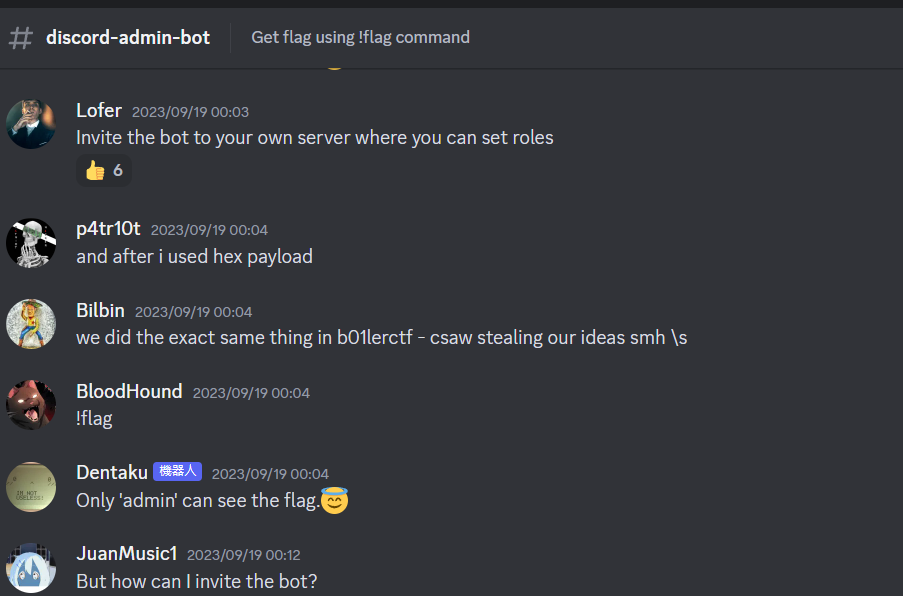 # discord-admin-bot Get flag using !flag command
Lofer 2023/09/19 00:03
Invite the bot to your own server where you can set roles
👍 6
p4tr10t 2023/09/19 00:04
and after i used hex payload
Bilbin 2023/09/19 00:04
we did the exact same thing in b01lerctf - csaw stealing our ideas smh \s
BloodHound 2023/09/19 00:04
!flag
Dentaku 機器人 2023/09/19 00:04
Only 'admin' can see the flag.😇
JuanMusic1 2023/09/19 00:12
But how can I invite the bot?